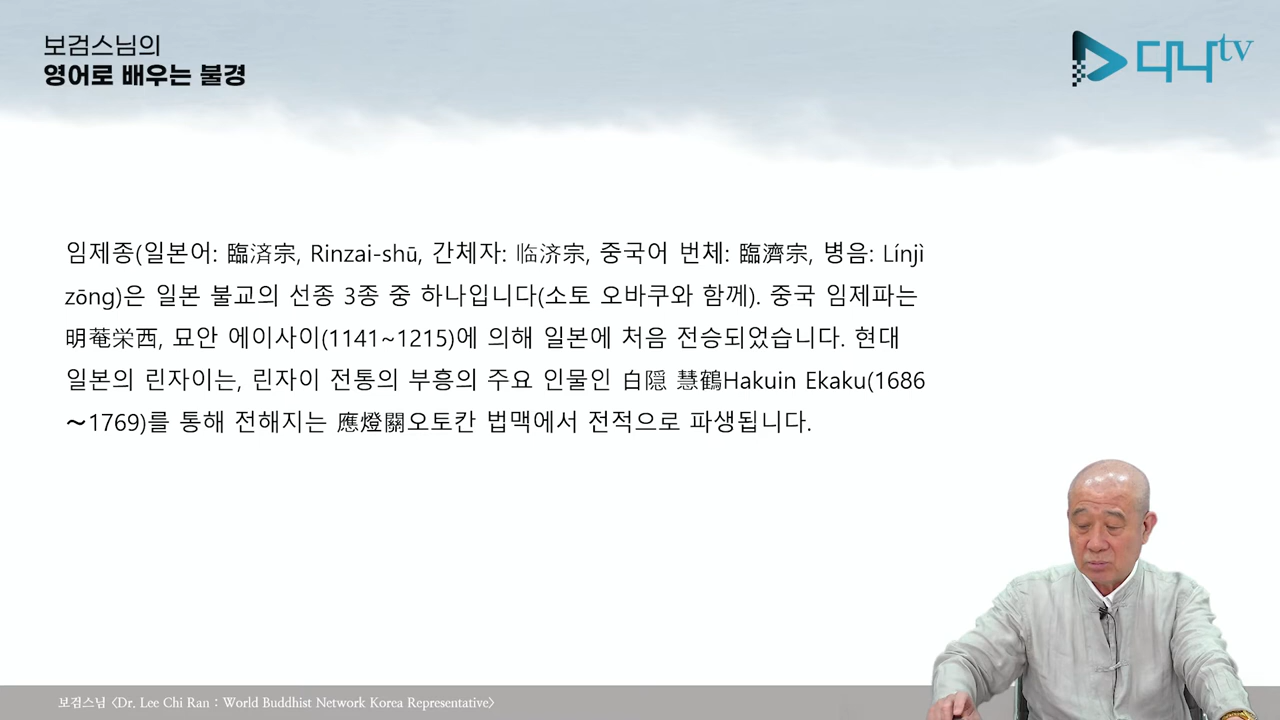 보검스님의
영어로 배우는 불경
디나tv
임제종(일본어: 臨済宗, Rinzai-shū, 간체자: 临济宗, 중국어 번체: 臨濟宗, 병음: Línjì
zōng)은 일본 불교의 선종 3종 중 하나입니다(소토 오바쿠와 함께). 중국 임제파는
明菴栄西, 묘안 에이사이(1141~1215)에 의해 일본에 처음 전승되었습니다. 현대
일본의 린자이는, 린자이 전통의 부흥의 주요 인물인 白隠 慧鶴Hakuin Ekaku(1686
～1769)를 통해 전해지는 應燈關오토칸 법맥에서 전적으로 파생됩니다.
보검스님 <Dr. Lee Chi Ran : World Buddhist Network Korea Representative>